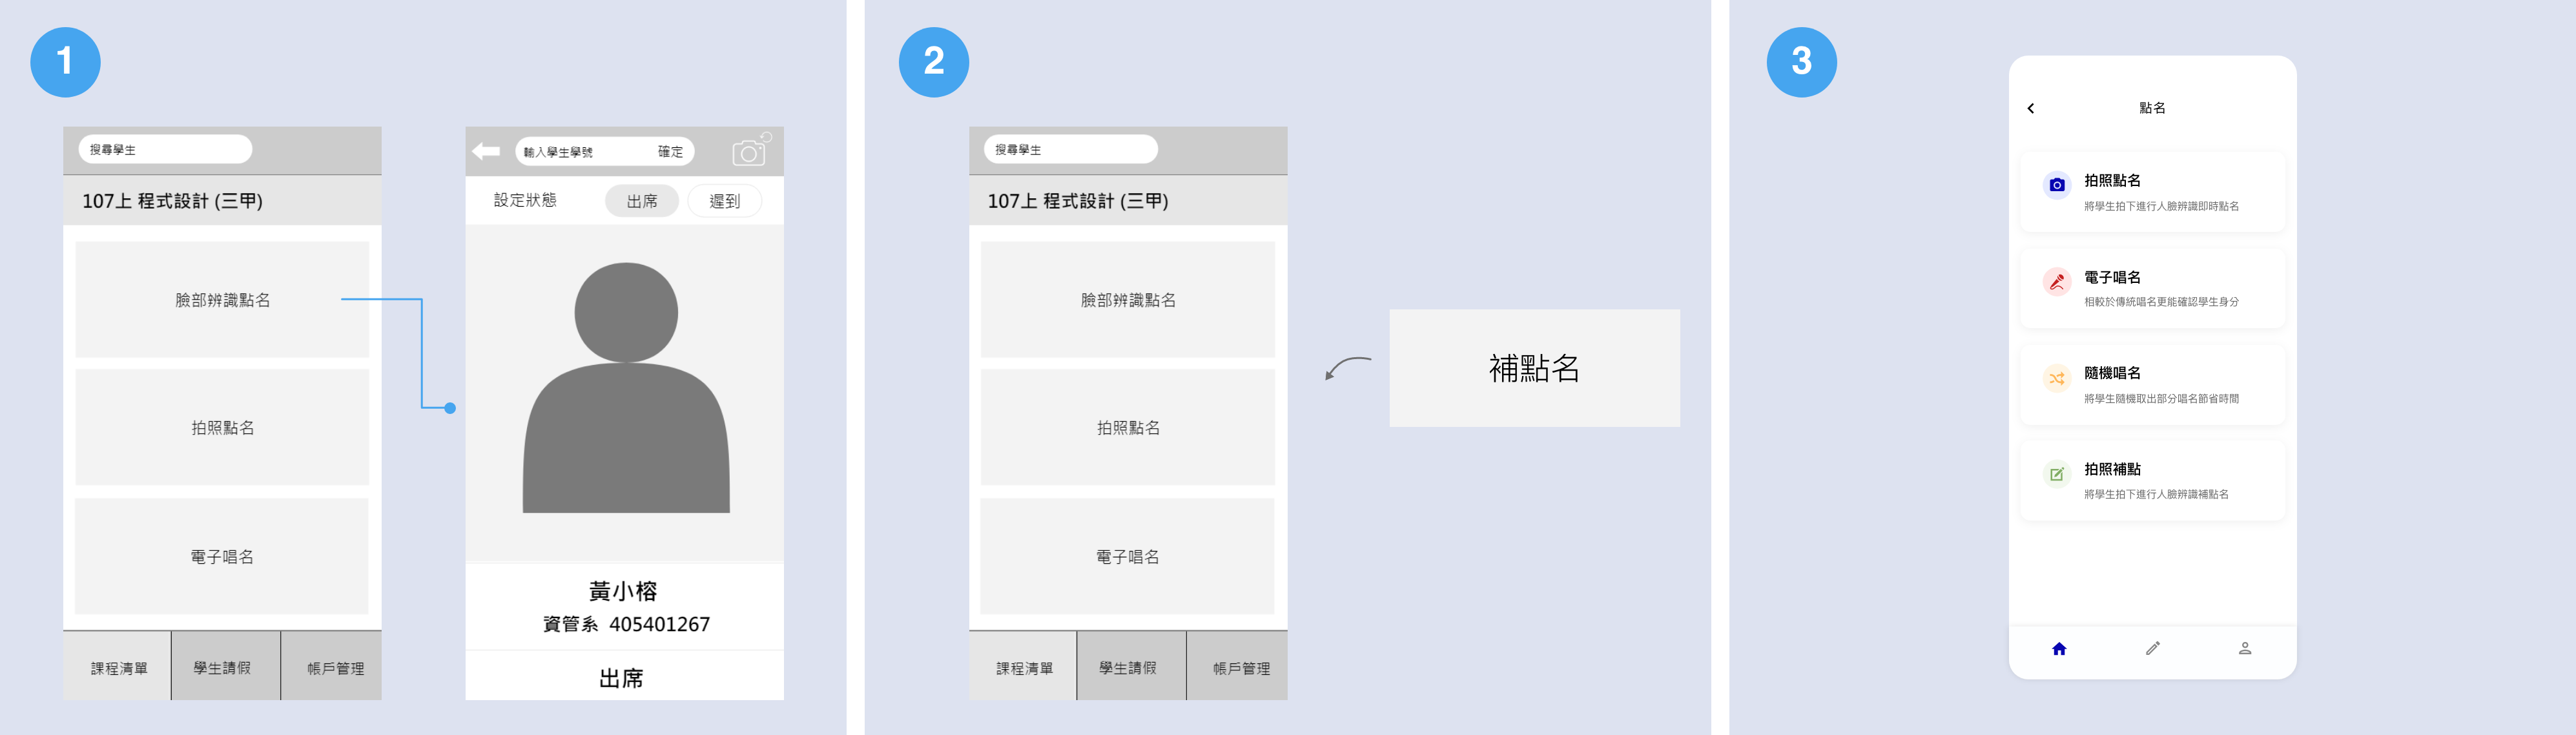 1
搜尋學生
107上 程式設計 (三甲)
臉部辨識點名
拍照點名
電子唱名
課程清單
學生請假
帳戶管理
輸入學生學號 確定
設定狀態 出席 遲到
黃小榕
資管系 405401267
出席
2
搜尋學生
107上 程式設計 (三甲)
臉部辨識點名
拍照點名
電子唱名
課程清單
學生請假
帳戶管理
補點名
3
點名
拍照點名
將學生拍下進行人臉辨識即時點名
電子唱名
相較於傳統唱名更能確認學生身分
隨機唱名
將學生隨機取出部分唱名節省時間
拍照補點
將學生拍下進行人臉辨識補點名